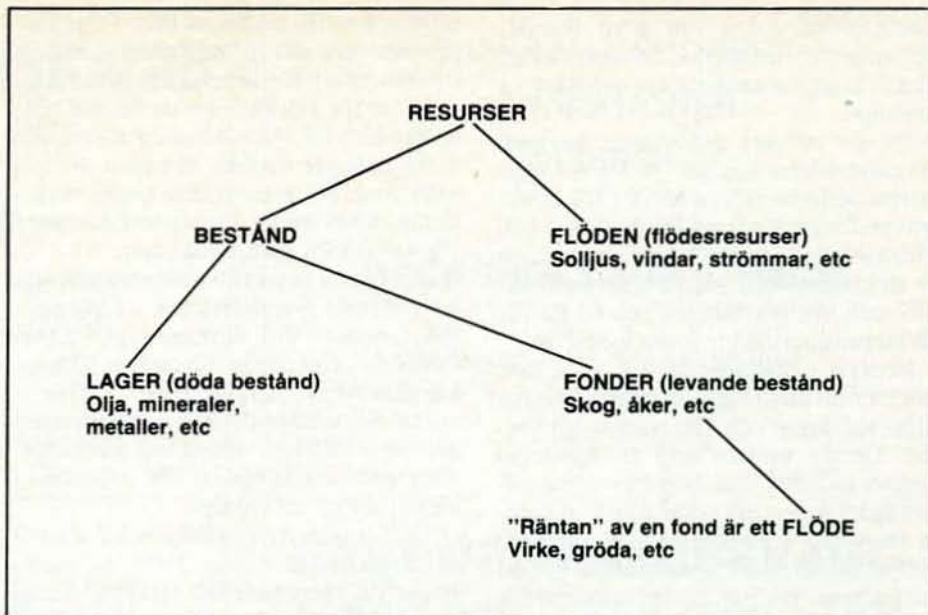 RESURSER
BESTÅND
FLÖDEN (flödesresurser)
Solljus, vindar, strömmar, etc
LAGER (döda bestånd)
Olja, mineraler,
metaller, etc
FONDER (levande bestånd)
Skog, åker, etc
"Räntan" av en fond är ett FLÖDE
Virke, gröda, etc